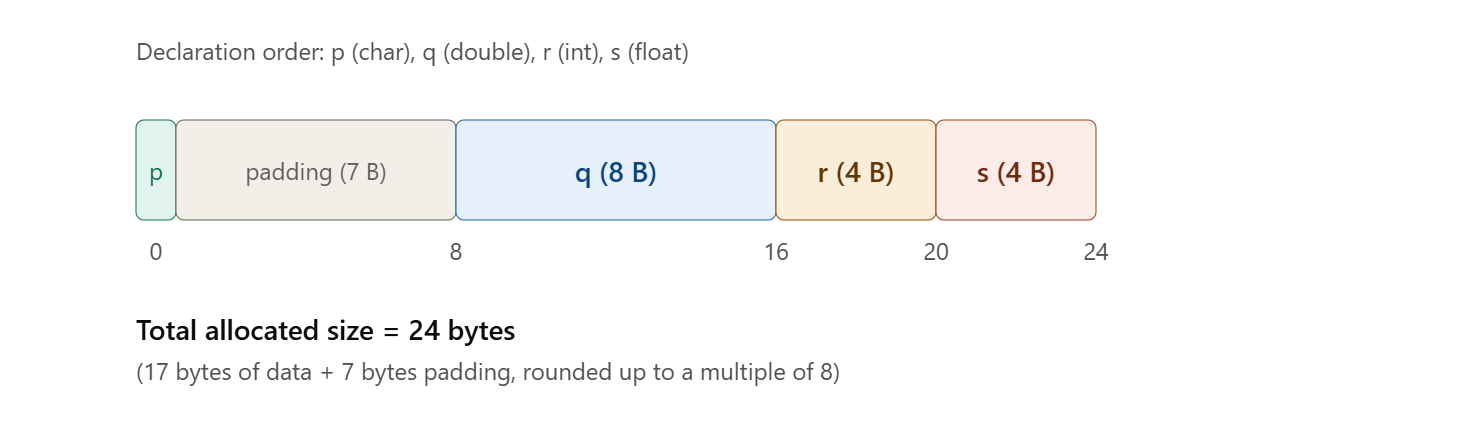 Declaration order: p (char), q (double), r (int), s (float)
p padding (7 B) q (8 B) r (4 B) s (4 B)
0 8 16 20 24
Total allocated size = 24 bytes
(17 bytes of data + 7 bytes padding, rounded up to a multiple of 8)